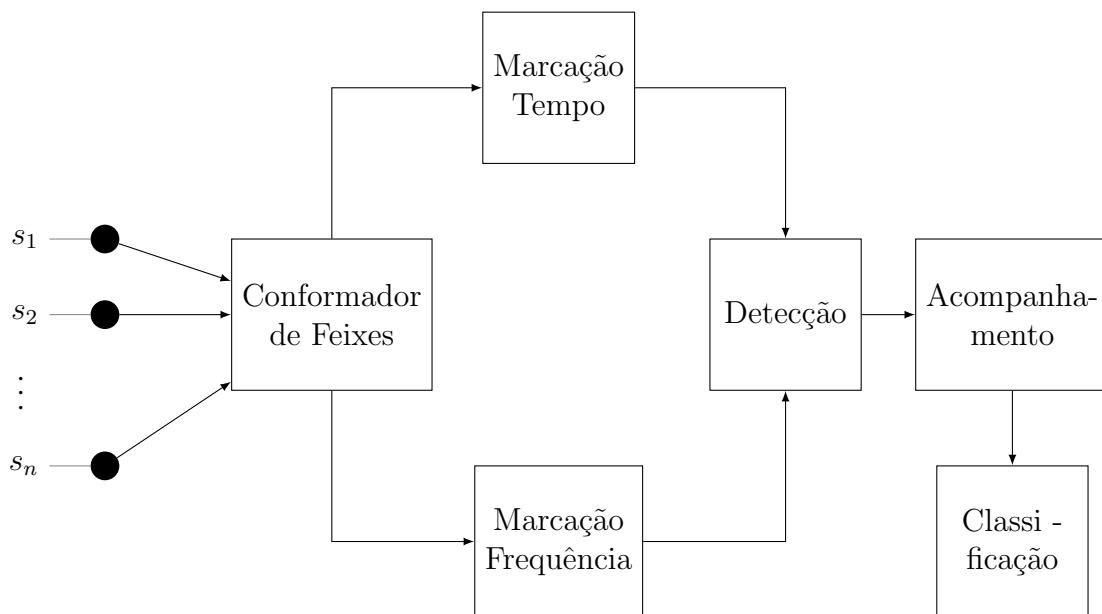 Marcação
Tempo
s1
s2
⋮
sn
Conformador
de Feixes
Detecção
Acompanha-
mento
Marcação
Frequência
Classi -
ficação